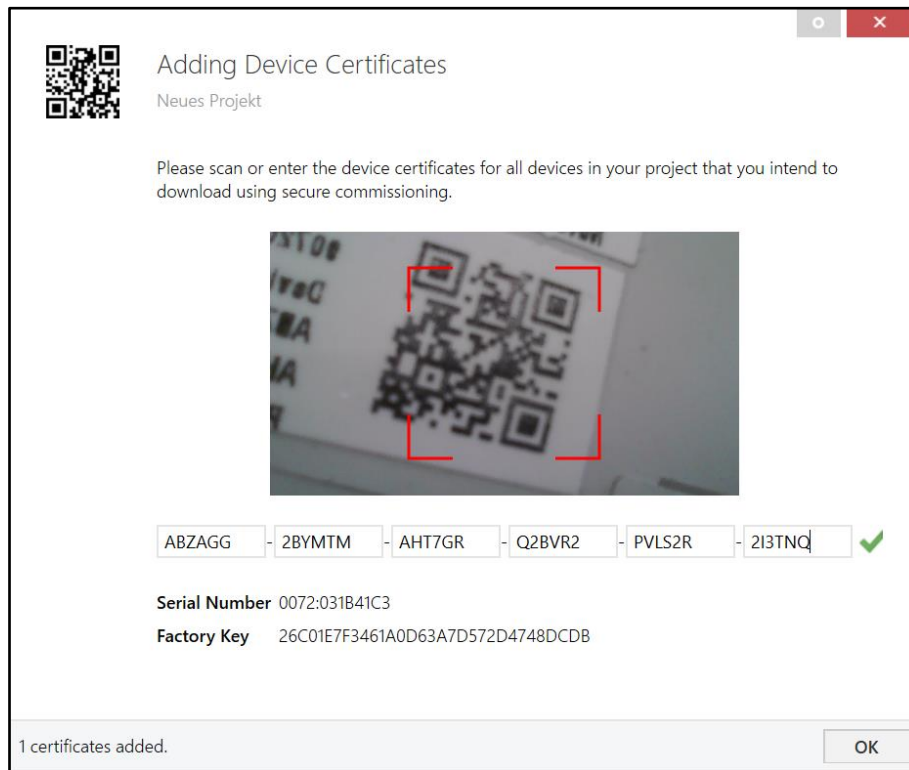 Adding Device Certificates
Neues Projekt
Please scan or enter the device certificates for all devices in your project that you intend to
download using secure commissioning.
ABZAGG - 2BYMTM - AHT7GR - Q2BVR2 - PVLS2R - 2I3TNQ
Serial Number 0072:031B41C3
Factory Key 26C01E7F3461A0D63A7D572D4748DCDB
1 certificates added.
OK